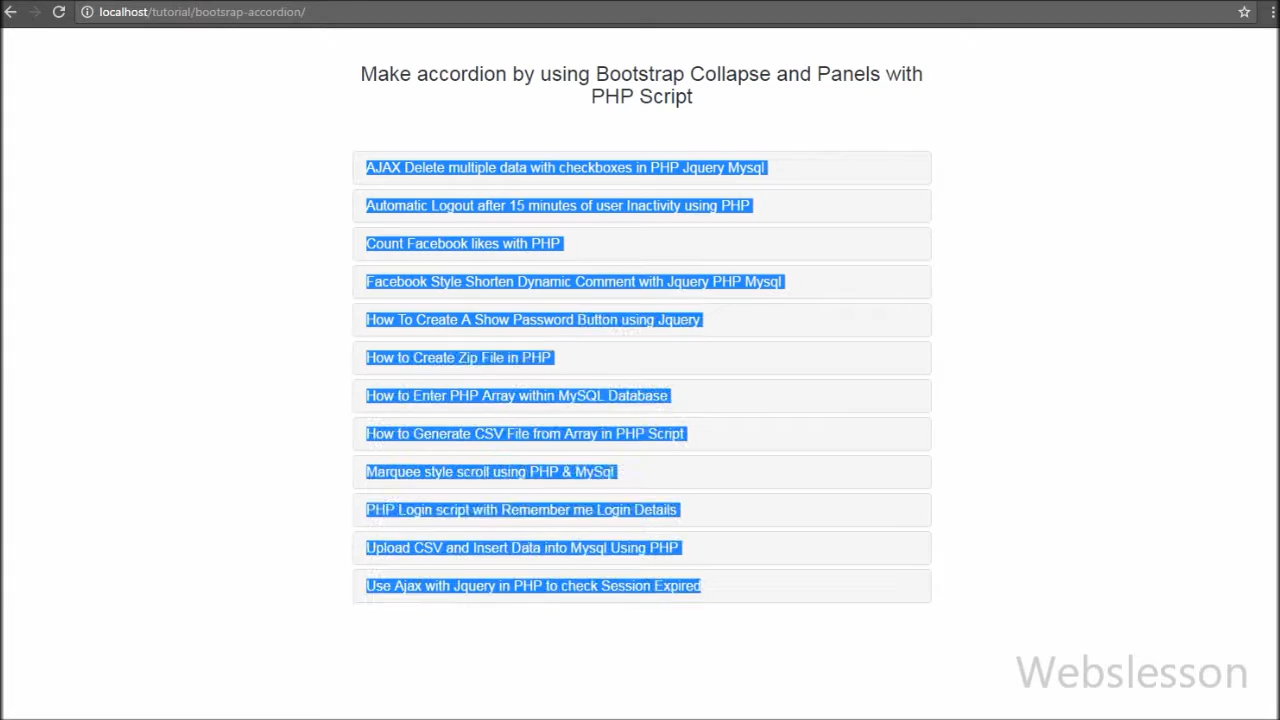 localhost/tutorial/bootsrap-accordion/
Make accordion by using Bootstrap Collapse and Panels with
PHP Script
AJAX Delete multiple data with checkboxes in PHP Jquery Mysql
Automatic Logout after 15 minutes of user Inactivity using PHP
Count Facebook likes with PHP
Facebook Style Shorten Dynamic Comment with Jquery PHP Mysql
How To Create A Show Password Button using Jquery
How to Create Zip File in PHP
How to Enter PHP Array within MySQL Database
How to Generate CSV File from Array in PHP Script
Marquee style scroll using PHP & MySql
PHP Login script with Remember me Login Details
Upload CSV and Insert Data into Mysql Using PHP
Use Ajax with Jquery in PHP to check Session Expired
Webslesson